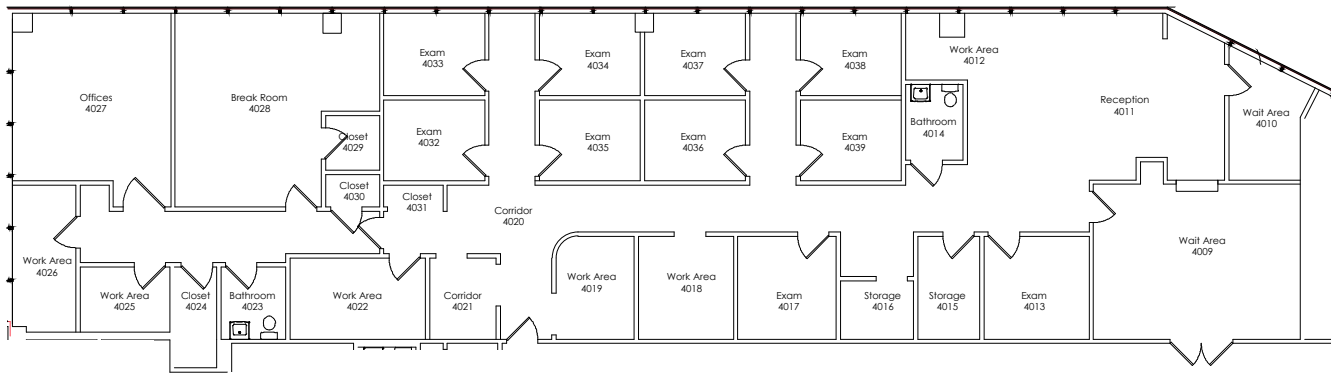 Exam
4033
Exam
4034
Exam
4037
Exam
4038
Work Area
4012
Offices
4027
Break Room
4028
Reception
4011
Wait Area
4010
Bathroom
4014
Closet
4029
Exam
4032
Exam
4035
Exam
4036
Exam
4039
Closet
4030
Closet
4031
Corridor
4020
Wait Area
4009
Work Area
4026
Work Area
4025
Closet
4024
Bathroom
4023
Work Area
4022
Corridor
4021
Work Area
4019
Work Area
4018
Exam
4017
Storage
4016
Storage
4015
Exam
4013